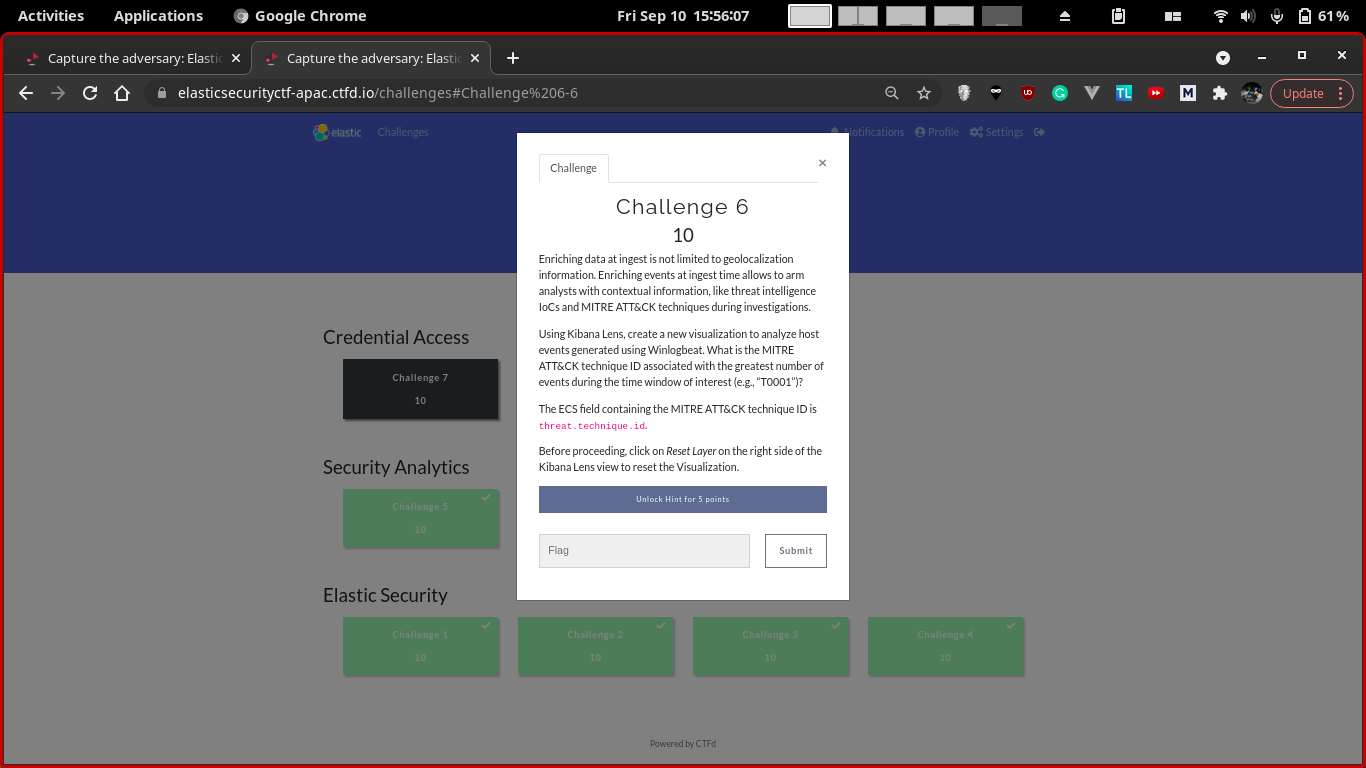 Activities Applications Google Chrome Fri Sep 10 15:56:07 61 %
Capture the adversary: Elasti Capture the adversary: Elasti
elasticsecurityctf-apac.ctfd.io/challenges#Challenge%206-6 UD G TL M Update
elastic Challenges Notifications Profile Settings
Challenge ×
Challenge 6
10
Enriching data at ingest is not limited to geolocalization
information. Enriching events at ingest time allows to arm
analysts with contextual information, like threat intelligence
IoCs and MITRE ATT&CK techniques during investigations.
Using Kibana Lens, create a new visualization to analyze host
events generated using Winlogbeat. What is the MITRE
ATT&CK technique ID associated with the greatest number of
events during the time window of interest (e.g., “T0001”)?
The ECS field containing the MITRE ATT&CK technique ID is
threat.technique.id.
Before proceeding, click on Reset Layer on the right side of the
Kibana Lens view to reset the Visualization.
Unlock Hint for 5 points
Flag Submit
Credential Access
Challenge 7
10
Security Analytics
Challenge 5
10
Elastic Security
Challenge 1 Challenge 2 Challenge 3 Challenge 4
10 10 10 10
Powered by CTFd